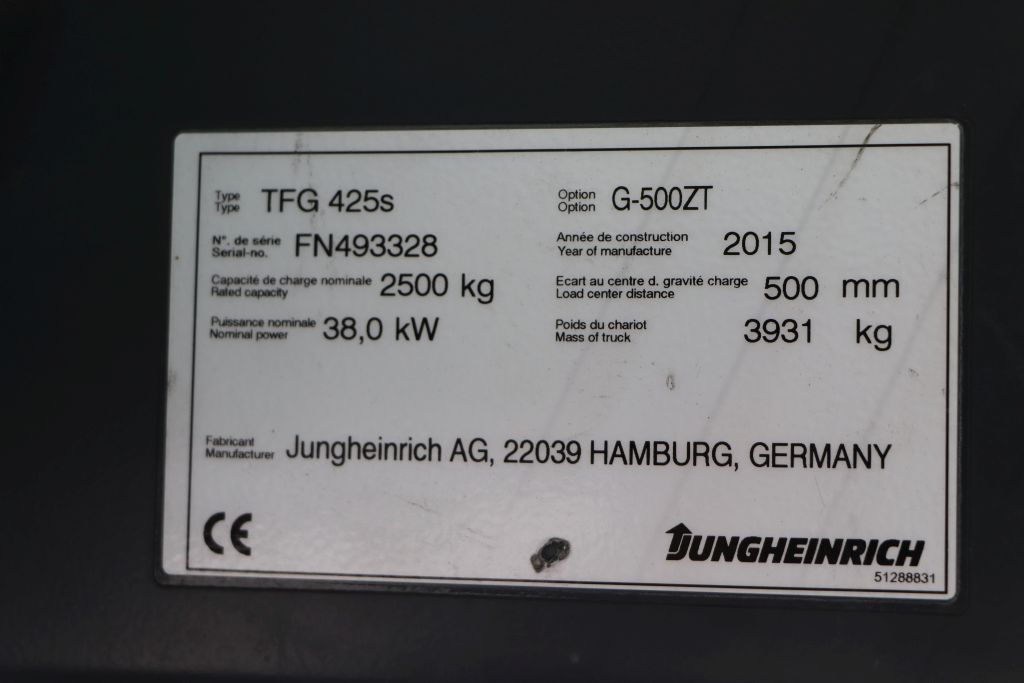 Type TFG 425s Option G-500ZT
Type Option
N°. de série FN493328 Année de construction 2015
Serial-no. Year of manufacture
Capacité de charge nominale 2500 kg Ecart au centre d. gravité charge 500 mm
Rated capacity Load center distance
Puissance nominale 38,0 kW Poids du chariot 3931 kg
Nominal power Mass of truck
Fabricant Jungheinrich AG, 22039 HAMBURG, GERMANY
Manufacturer
CE
JUNGHEINRICH
51288831